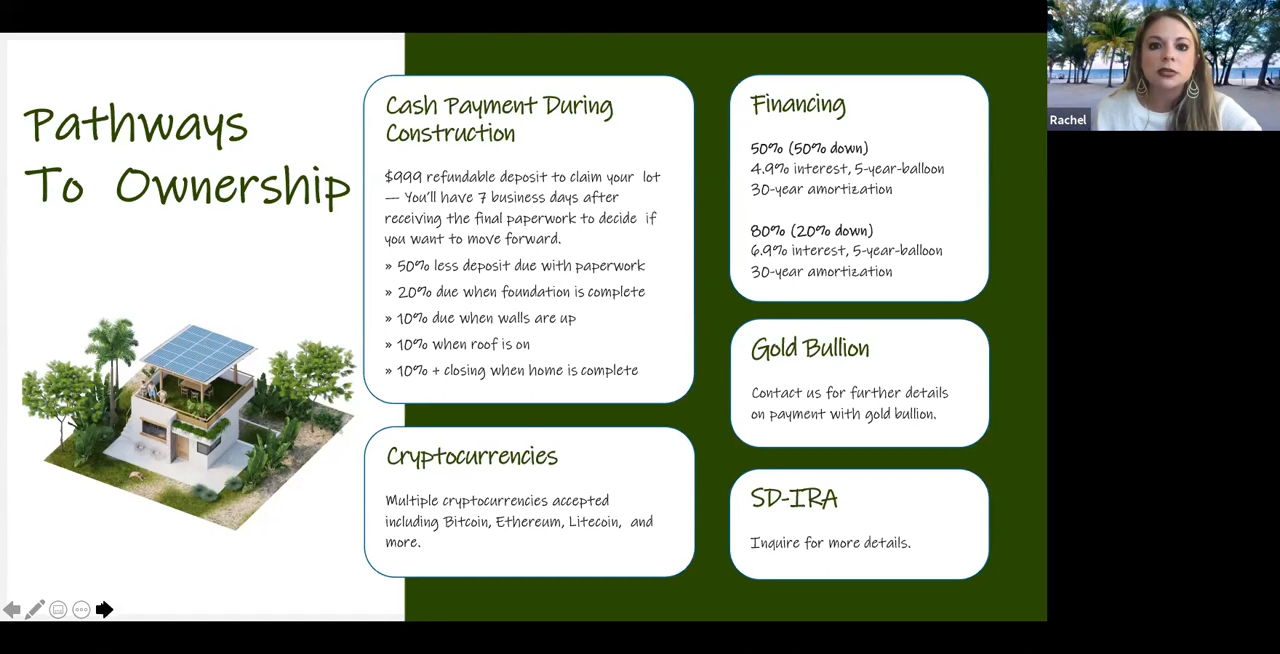 Pathways
To Ownership
Cash Payment During
Construction
$999 refundable deposit to claim your lot
— You'll have 7 business days after
receiving the final paperwork to decide if
you want to move forward.
» 50% less deposit due with paperwork
» 20% due when foundation is complete
» 10% due when walls are up
» 10% when roof is on
» 10% + closing when home is complete
Cryptocurrencies
Multiple cryptocurrencies accepted
including Bitcoin, Ethereum, Litecoin, and
more.
Financing
50% (50% down)
4.9% interest, 5-year-balloon
30-year amortization
80% (20% down)
6.9% interest, 5-year-balloon
30-year amortization
Gold Bullion
Contact us for further details
on payment with gold bullion.
SD-IRA
Inquire for more details.
Rachel